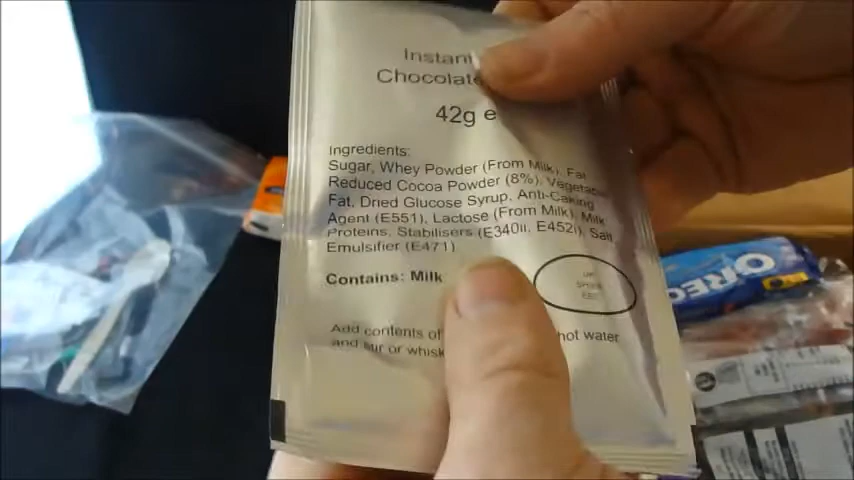 Instant
Chocolate
42g e
Ingredients:
Sugar, Whey Powder (From Milk), Fat
Reduced Cocoa Powder (8%), Vegetable
Fat, Dried Glucose Syrup, Anti-Caking
Agent (E551), Lactose (From Milk), Milk
Proteins, Stabilisers (E340ii, E452i), Salt,
Emulsifier (E471)
Contains: Milk
UK
EEC
Add contents of hot water
and stir or whisk
OREO